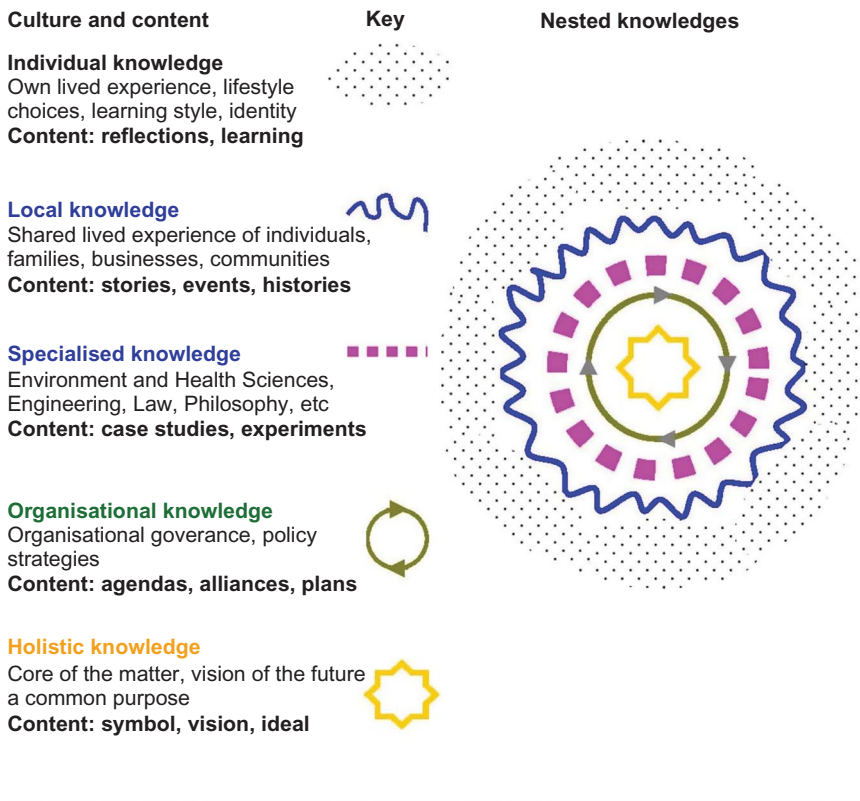 Culture and content
Key
Nested knowledges
Individual knowledge
Own lived experience, lifestyle
choices, learning style, identity
Content: reflections, learning
Local knowledge
Shared lived experience of individuals,
families, businesses, communities
Content: stories, events, histories
Specialised knowledge
Environment and Health Sciences,
Engineering, Law, Philosophy, etc
Content: case studies, experiments
Organisational knowledge
Organisational goverance, policy
strategies
Content: agendas, alliances, plans
Holistic knowledge
Core of the matter, vision of the future
a common purpose
Content: symbol, vision, ideal